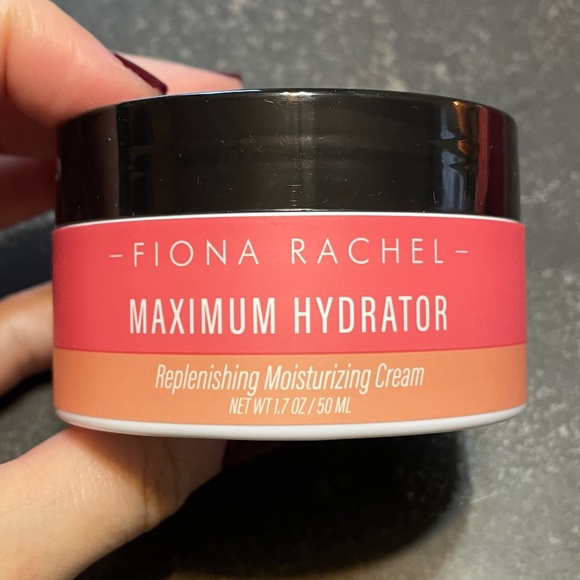 -FIONA RACHEL-
MAXIMUM HYDRATOR
Replenishing Moisturizing Cream
NET WT 1.7 OZ / 50 ML